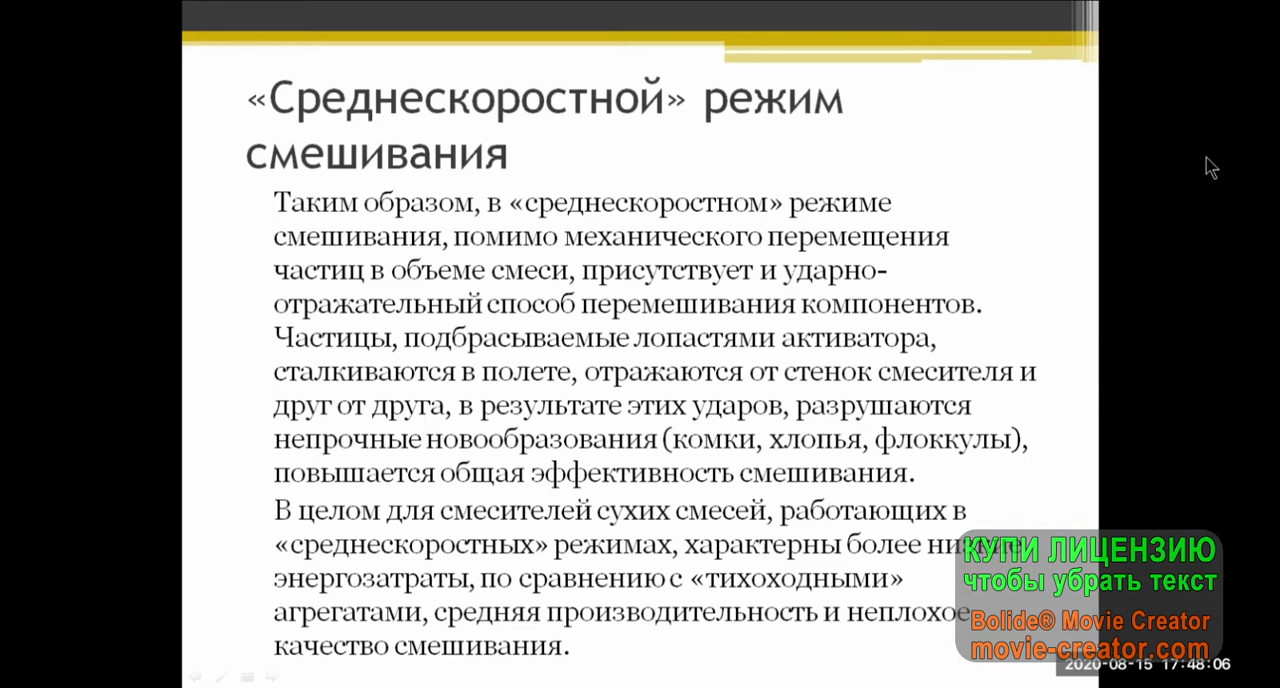 «Среднескоростной» режим
смешивания
Таким образом, в «среднескоростном» режиме
смешивания, помимо механического перемещения
частиц в объеме смеси, присутствует и ударно-
отражательный способ перемешивания компонентов.
Частицы, подбрасываемые лопастями активатора,
сталкиваются в полете, отражаются от стенок смесителя и
друг от друга, в результате этих ударов, разрушаются
непрочные новообразования (комки, хлопья, флоккулы),
повышается общая эффективность смешивания.
В целом для смесителей сухих смесей, работающих в
«среднескоростных» режимах, характерны более низкие
энергозатраты, по сравнению с «тихоходными»
агрегатами, средняя производительность и неплохое
качество смешивания.
КУПИ ЛИЦЕНЗИЮ
чтобы убрать текст
Bolide® Movie Creator
movie-creator.com
2020-08-15 17:48:06